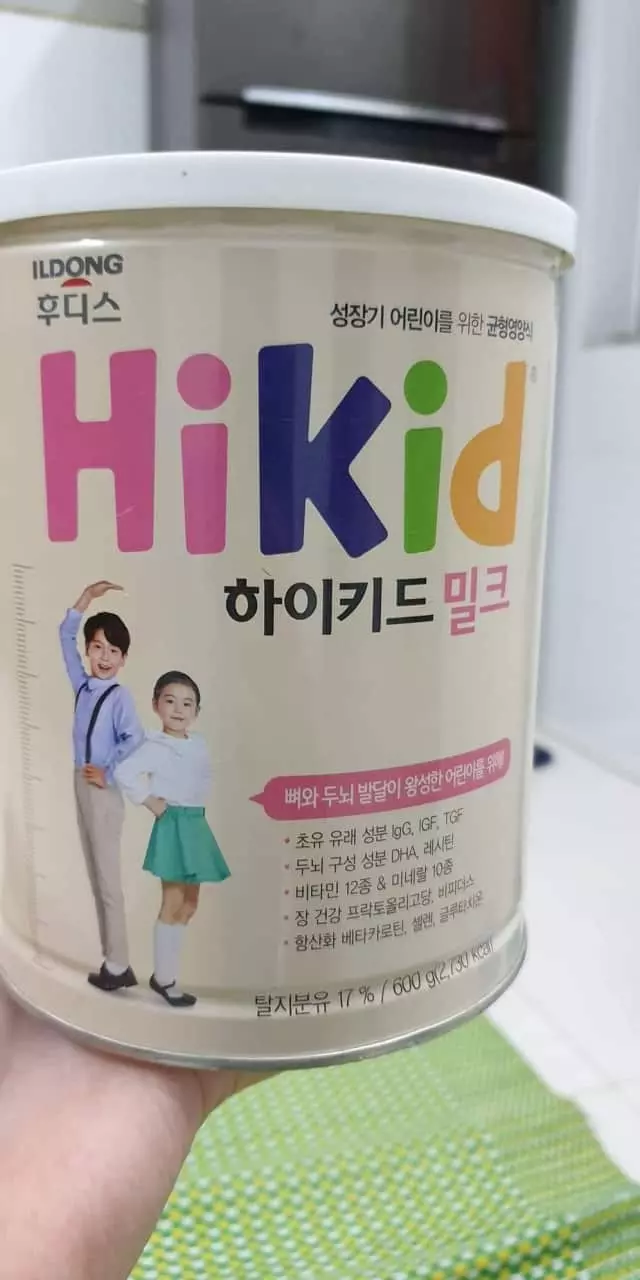 ILDONG
후디스
성장기 어린이를 위한 균형영양식
Hikid
하이키드 밀크
뼈와 두뇌 발달이 왕성한 어린이를 위해!
• 초유 유래 성분 IgG, IGF, TGF
• 두뇌 구성 성분 DHA, 레시틴
• 비타민 12종 & 미네랄 10종
• 장 건강 프락토올리고당, 비피더스
• 항산화 베타카로틴, 셀렌, 글루타치온
탈지분유 17 % / 600 g(2,730 kcal)